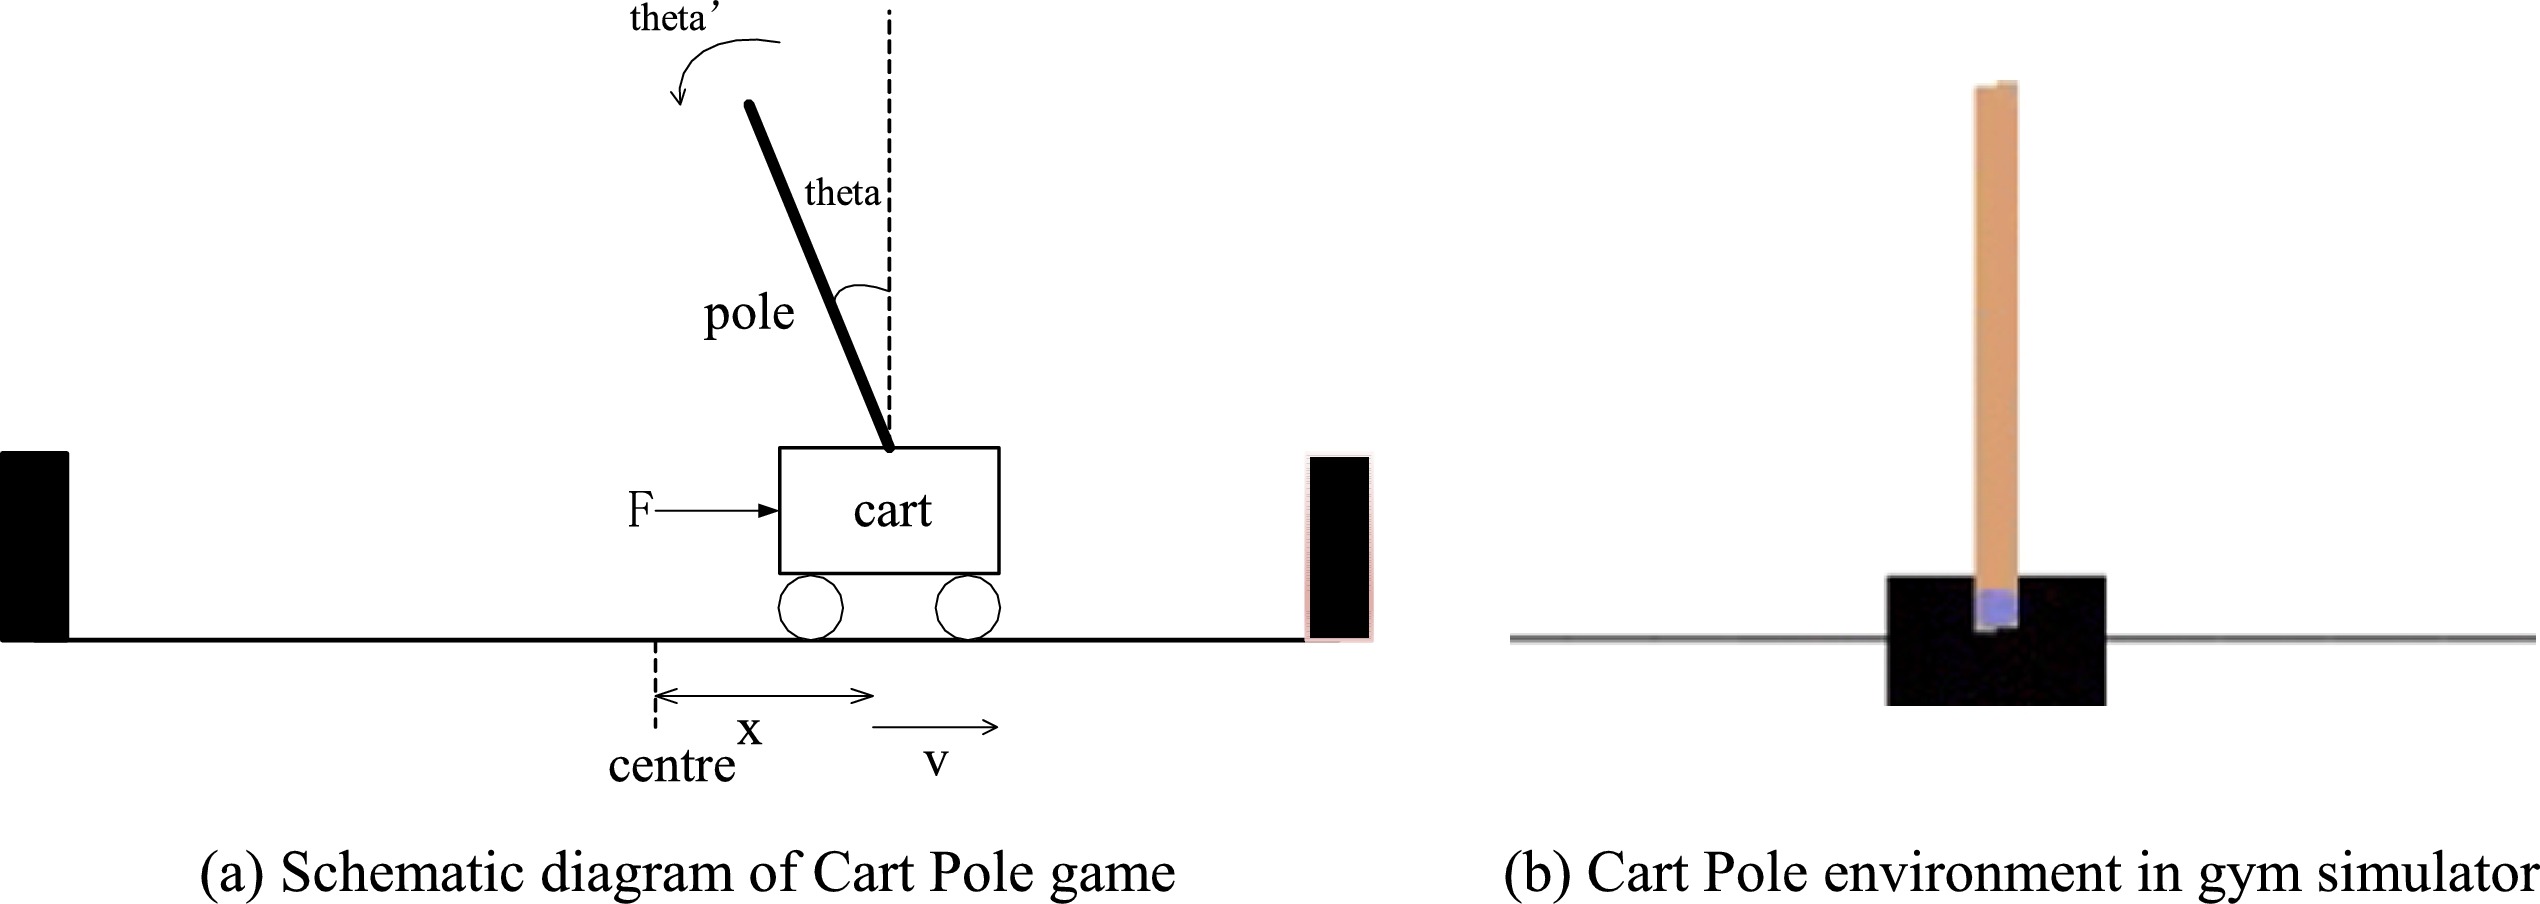 theta’
theta
pole
F
cart
x
v
centre
(a) Schematic diagram of Cart Pole game
(b) Cart Pole environment in gym simulator